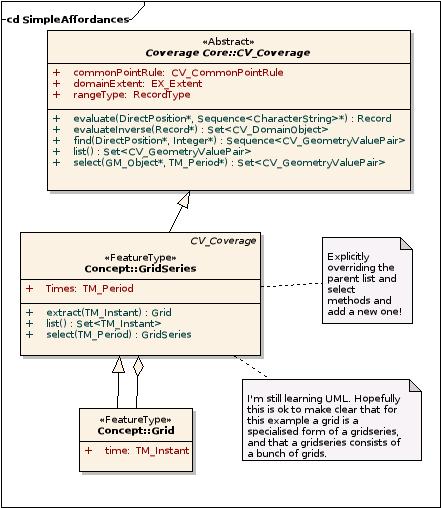 cd SimpleAffordances
«Abstract»
Coverage Core::CV_Coverage
+ commonPointRule: CV_CommonPointRule
+ domainExtent: EX_Extent
+ rangeType: RecordType
+ evaluate(DirectPosition*, Sequence<CharacterString>*) : Record
+ evaluateInverse(Record*) : Set<CV_DomainObject>
+ find(DirectPosition*, Integer*) : Sequence<CV_GeometryValuePair>
+ list() : Set<CV_GeometryValuePair>
+ select(GM_Object*, TM_Period*) : Set<CV_GeometryValuePair>
CV_Coverage
«FeatureType»
Concept::GridSeries
+ Times: TM_Period
+ extract(TM_Instant) : Grid
+ list() : Set<TM_Instant>
+ select(TM_Period) : GridSeries
Explicitly
overriding the
parent list and
select
methods and
add a new one!
I'm still learning UML. Hopefully
this is ok to make clear that for
this example a grid is a
specialised form of a gridseries,
and that a gridseries consists of
a bunch of grids.
«FeatureType»
Concept::Grid
+ time: TM_Instant